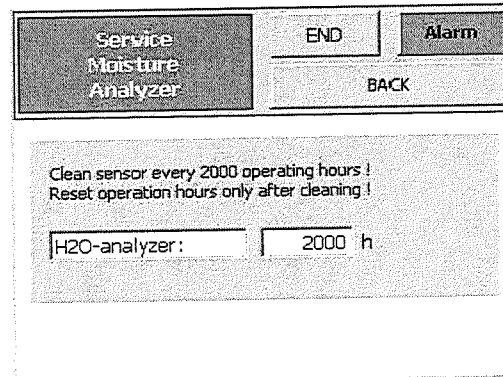 Service
Moisture
Analyzer
END
Alarm
BACK
Clean sensor every 2000 operating hours !
Reset operation hours only after cleaning !
H2O-analyzer:
2000 h